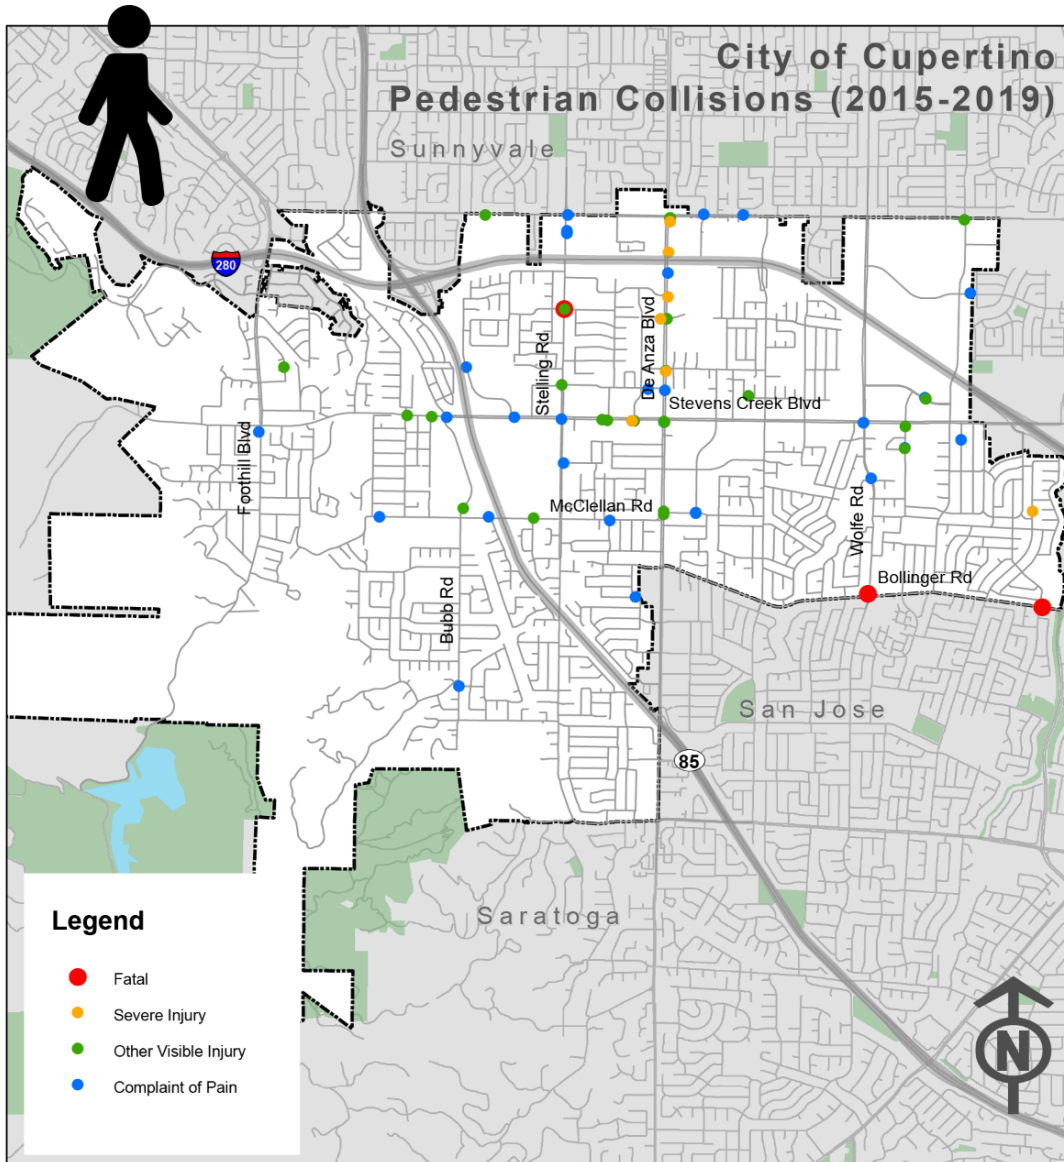 City of Cupertino
Pedestrian Collisions (2015-2019)
Sunnyvale
280
Stelling Rd
De Anza Blvd
Stevens Creek Blvd
Foothill Blvd
McClellan Rd
Wolfe Rd
Bollinger Rd
Bubb Rd
San Jose
85
Saratoga
Legend
Fatal
Severe Injury
Other Visible Injury
Complaint of Pain
N